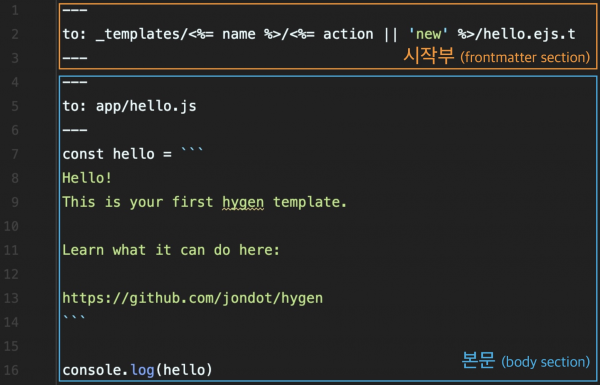 1 ---
2 to: _templates/<%= name %>/<%= action || 'new' %>/hello.ejs.t
3 ---
시작부 (frontmatter section)
4 ---
5 to: app/hello.js
6 ---
7 const hello = ```
8 Hello!
9 This is your first hygen template.
10
11 Learn what it can do here:
12
13 https://github.com/jondot/hygen
14 ```
15
16 console.log(hello)
본문 (body section)